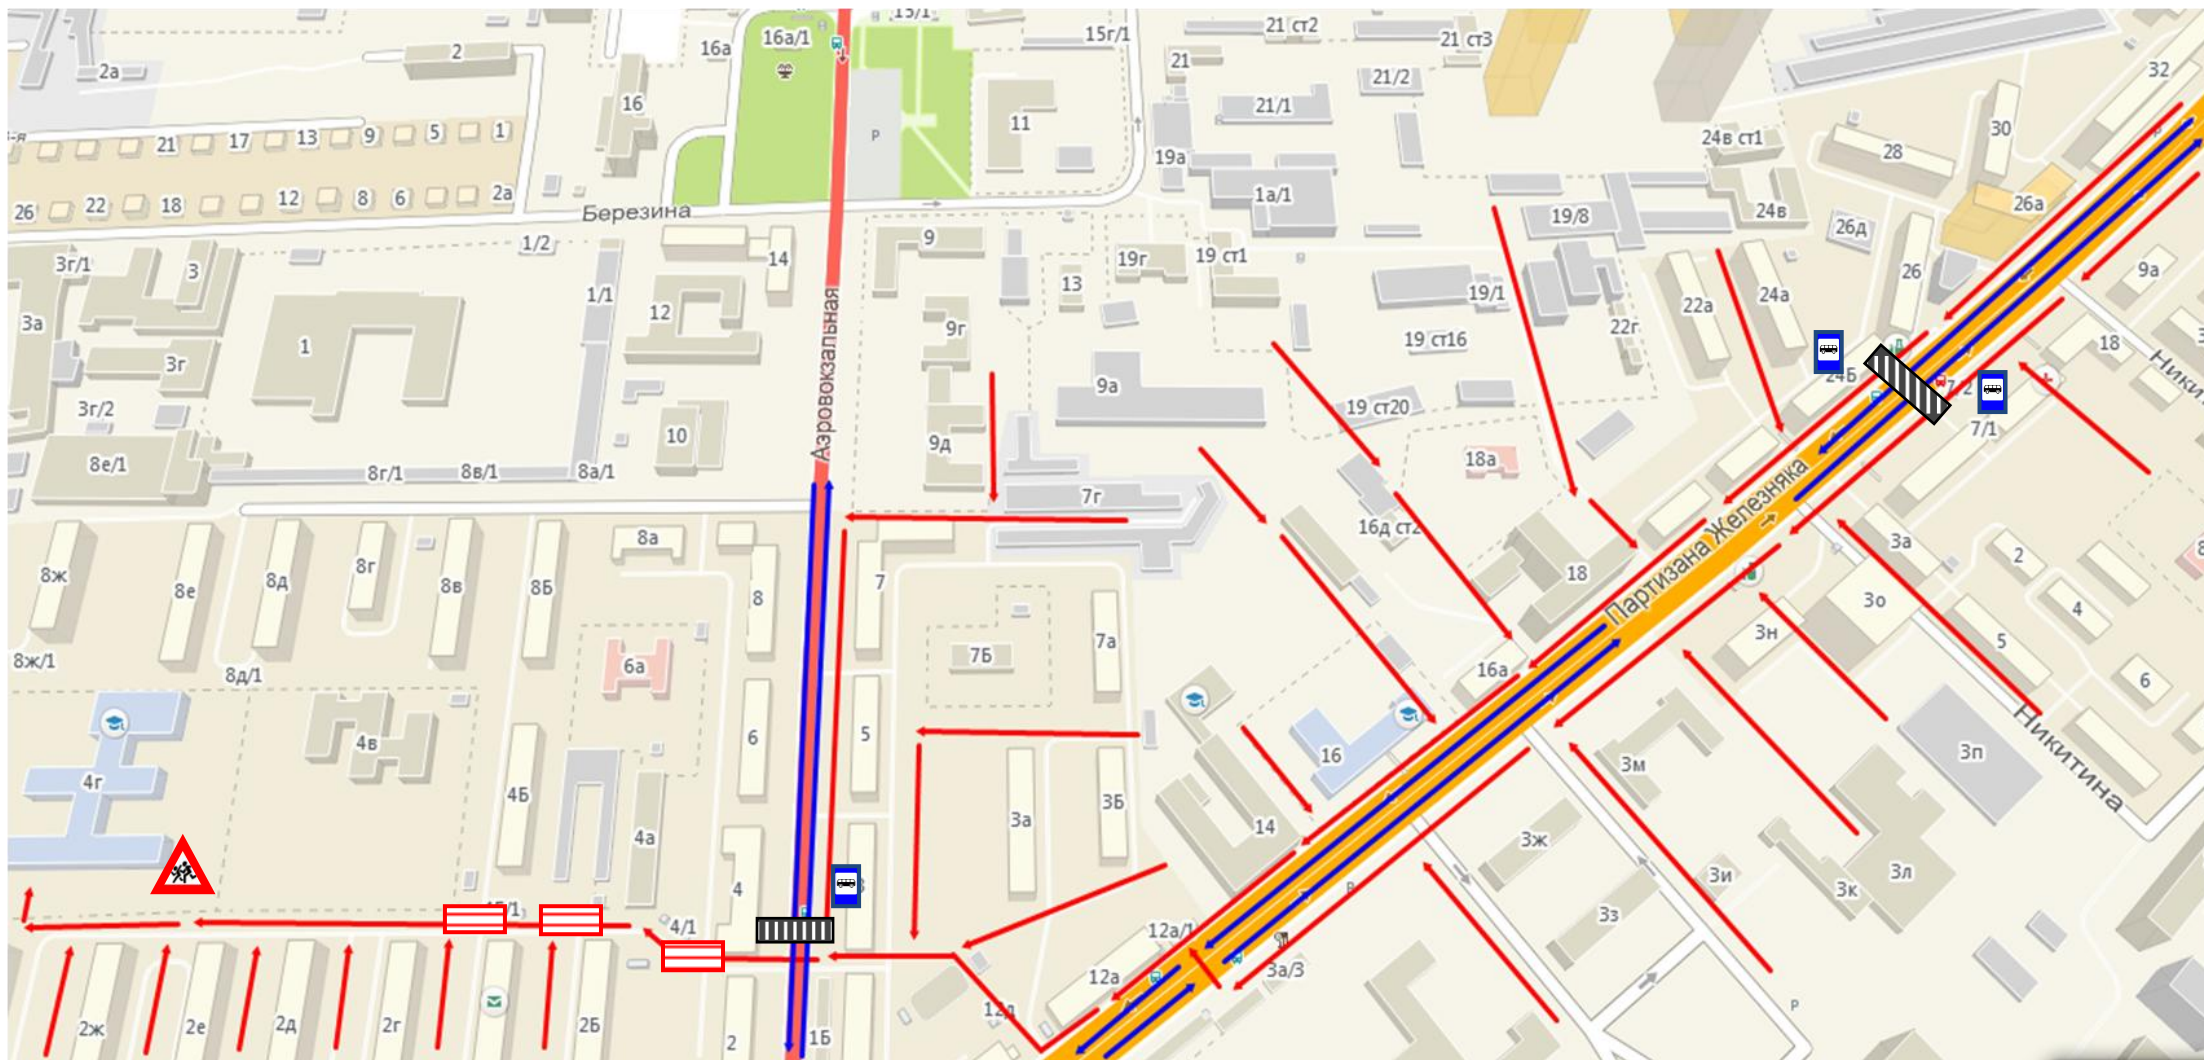 15/1
16а
16а/1
15г/1
21 ст2
21 ст3
2
2а
21
21/2
32
16
21/1
11
30
P
24в ст1
28
21
17
13
9
5
1
19а
26
22
18
12
8
6
2а
1а/1
19/8
24в
26а
26д
Березина
1/2
14
9
19г
19 ст1
9а
3г/1
3
13
26
1/1
19/1
22а
24а
12
3а
1
9г
19 ст16
22г
18
Аэровокзальная
3г
9а
24Б
7/2
Ники
3г/2
19 ст20
10
9д
7/1
8е/1
8г/1
8в/1
8а/1
18а
7г
Партизана Железняка
16д ст2
8а
3а
2
8ж
8е
8д
8г
8в
8Б
8
7
18
3о
4
7Б
7а
3н
5
8ж/1
8д/1
6а
16а
6
Никитина
4в
6
5
16
3м
3п
4г
4Б
3а
3Б
4а
14
3ж
4
3и
3к
3л
P
4/1
12а/1
3з
12а
3а/3
12д
P
2ж
2е
2д
2г
2Б
2
1Б